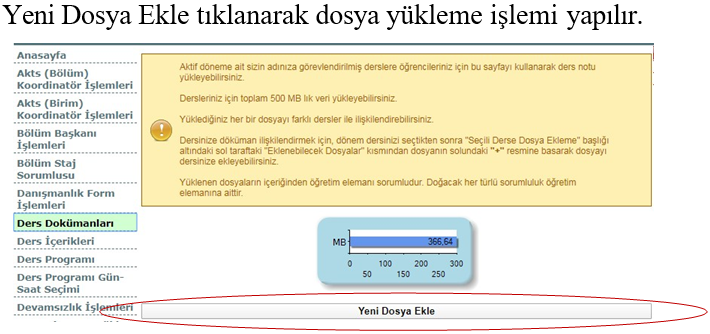 Yeni Dosya Ekle tıklanarak dosya yükleme işlemi yapılır.
Anasayfa
Akts (Bölüm)
Koordinatör İşlemleri
Akts (Birim)
Koordinatör İşlemleri
Bölüm Başkanı
İşlemleri
Bölüm Staj
Sorumlusu
Danışmanlık Form
İşlemleri
Ders Dokümanları
Ders İçerikleri
Ders Programı
Ders Programı Gün-
Saat Seçimi
Devamsızlık İşlemleri
Aktif döneme ait sizin adınıza görevlendirilmiş derslere öğrencileriniz için bu sayfayı kullanarak ders notu
yükleyebilirsiniz.
Dersleriniz için toplam 500 MB lık veri yükleyebilirsiniz.
Yüklediğiniz her bir dosyayı farklı dersler ile ilişkilendirebilirsiniz.
Dersinize döküman ilişkilendirmek için, dönem dersinizi seçtikten sonra "Seçili Derse Dosya Ekleme" başlığı
altındaki sol taraftaki "Eklenebilecek Dosyalar" kısmından dosyanın solundaki "+" resmine basarak dosyayı
dersinize ekleyebilirsiniz.
Yüklenen dosyaların içeriğinden öğretim elemanı sorumludur. Doğacak her türlü sorumluluk öğretim
elemanına aittir.
MB
366,64
0 100 200 300
50 150 250
Yeni Dosya Ekle